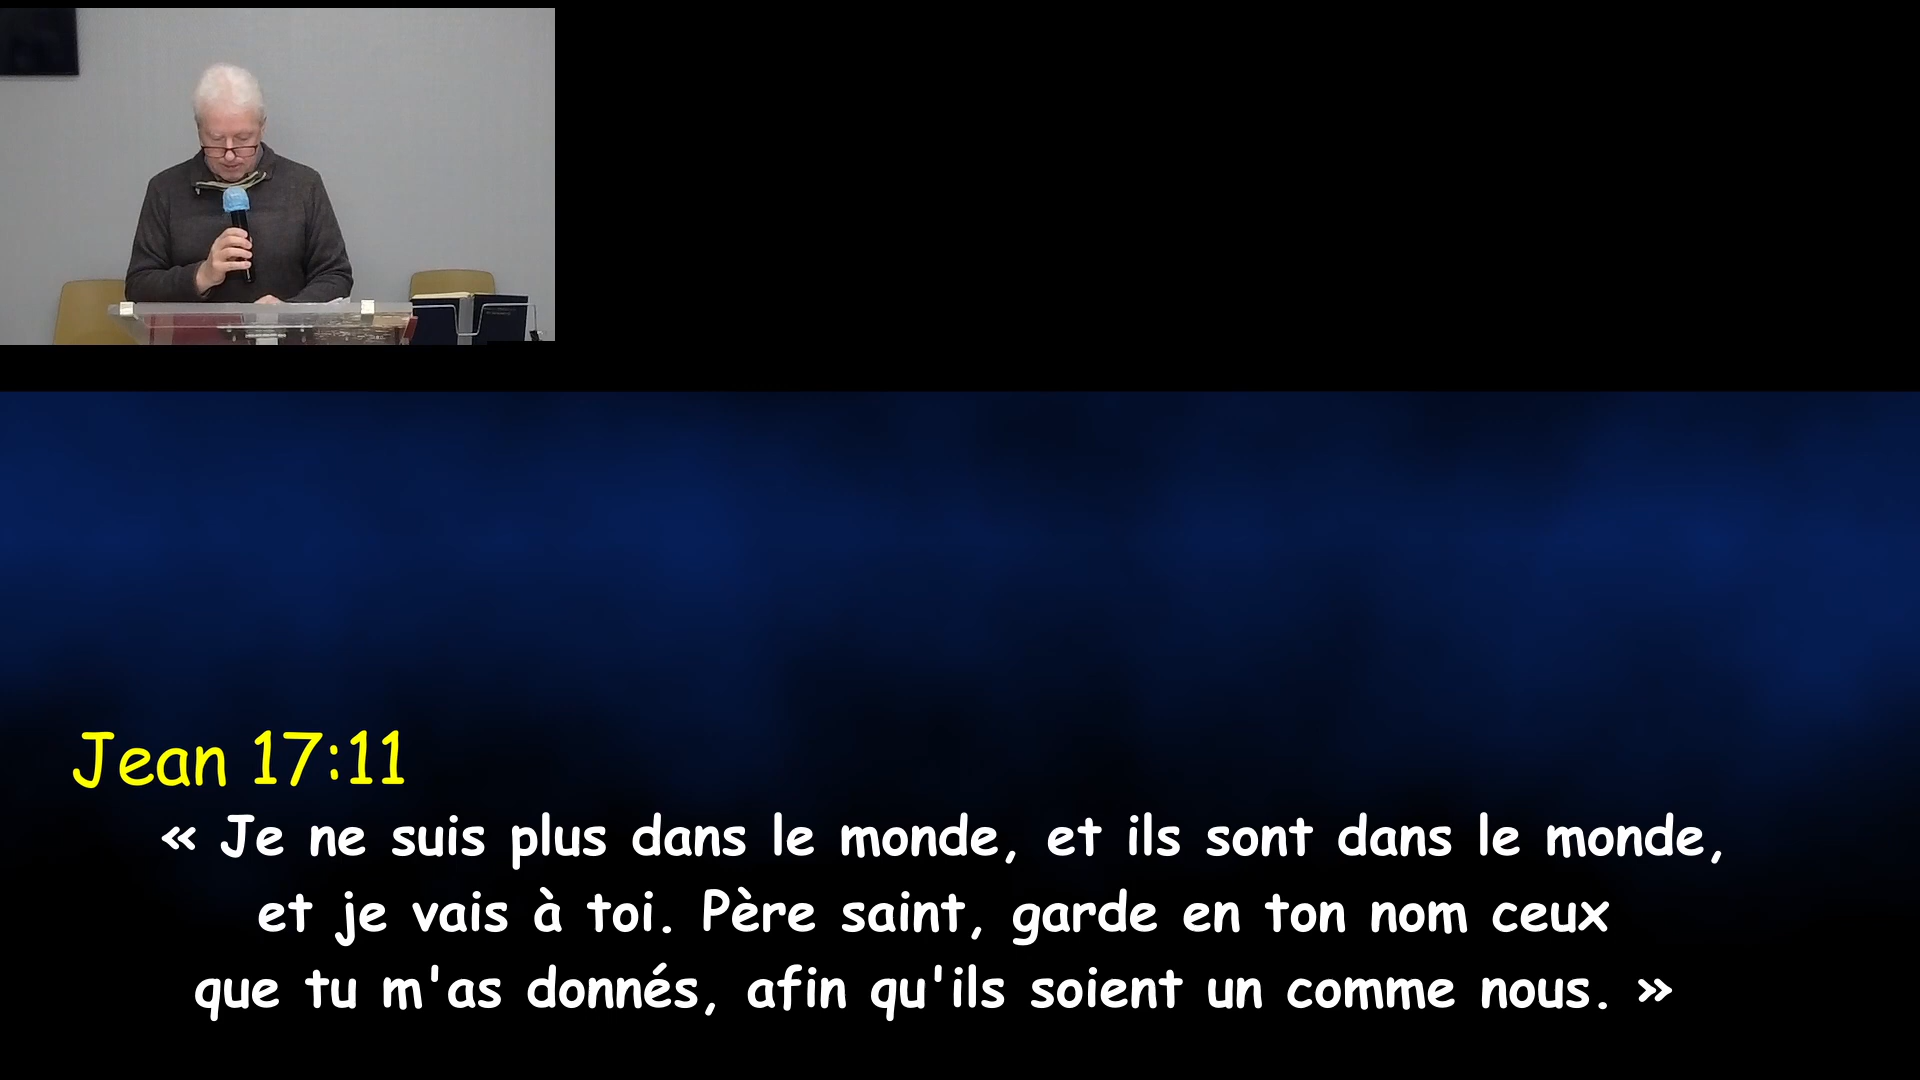 Jean 17:11
« Je ne suis plus dans le monde, et ils sont dans le monde,
et je vais à toi. Père saint, garde en ton nom ceux
que tu m'as donnés, afin qu'ils soient un comme nous. »